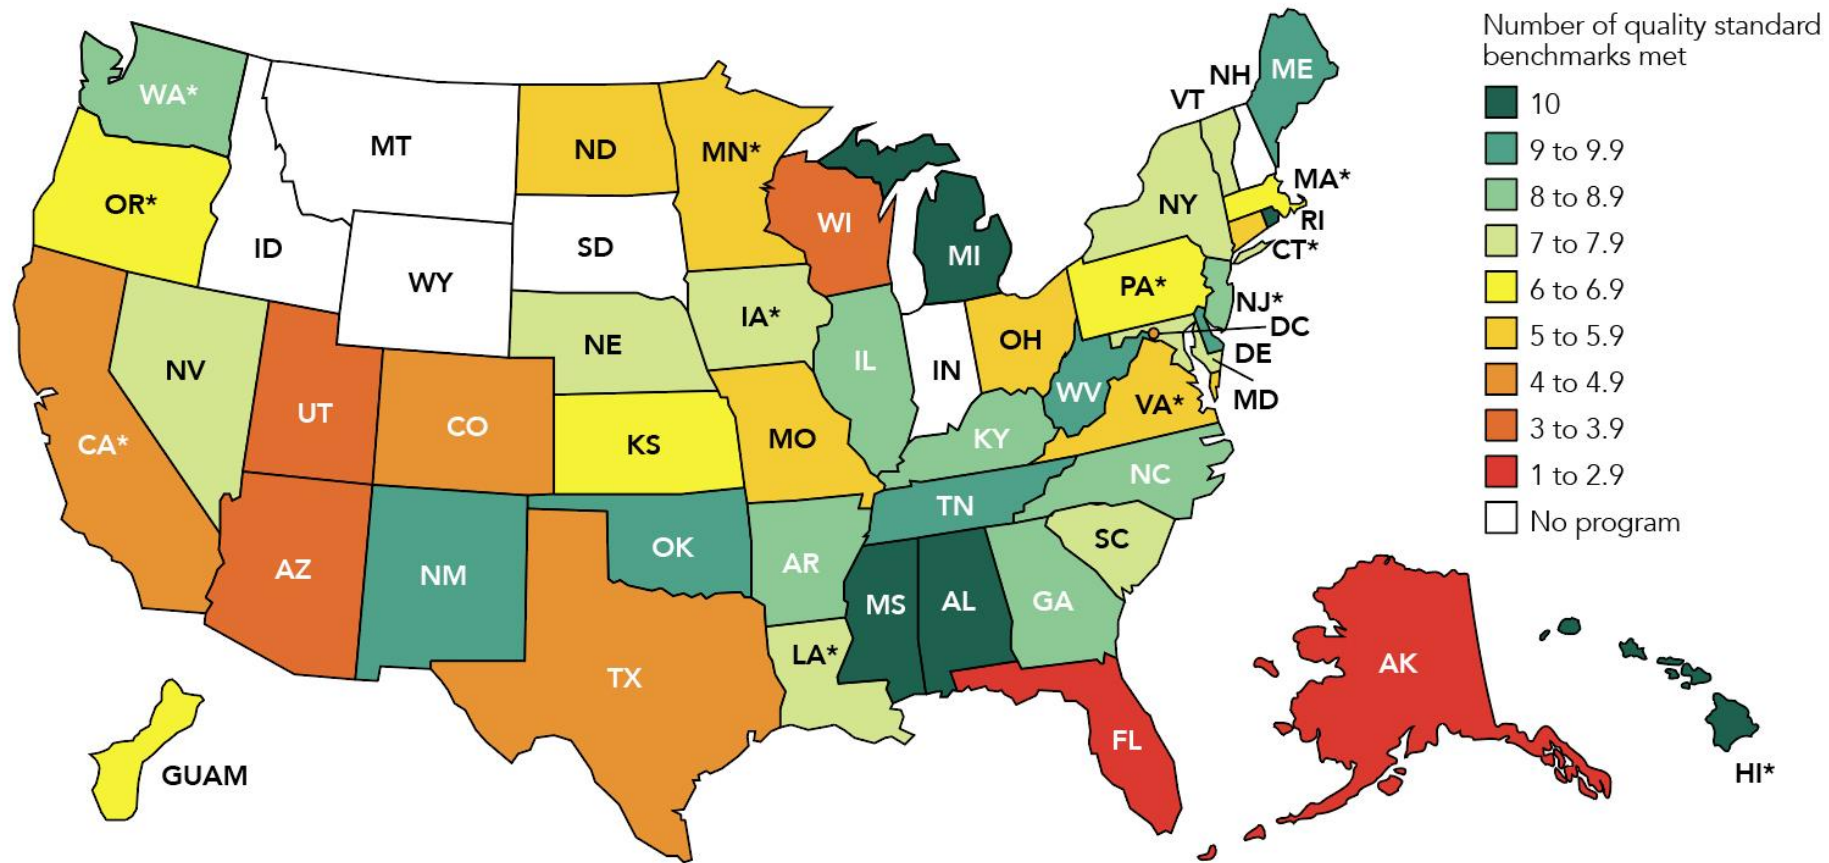 Number of quality standard
benchmarks met
10
9 to 9.9
8 to 8.9
7 to 7.9
6 to 6.9
5 to 5.9
4 to 4.9
3 to 3.9
1 to 2.9
No program
WA*
MT
ND
MN*
VT
NH
ME
OR*
ID
WY
SD
WI
MI
NY
MA*
RI
CT*
NV
UT
CO
NE
IA*
IL
IN
OH
PA*
NJ*
DC
DE
MD
CA*
KS
MO
KY
WV
VA*
AZ
NM
OK
AR
TN
NC
SC
TX
LA*
MS
AL
GA
FL
AK
HI*
GUAM